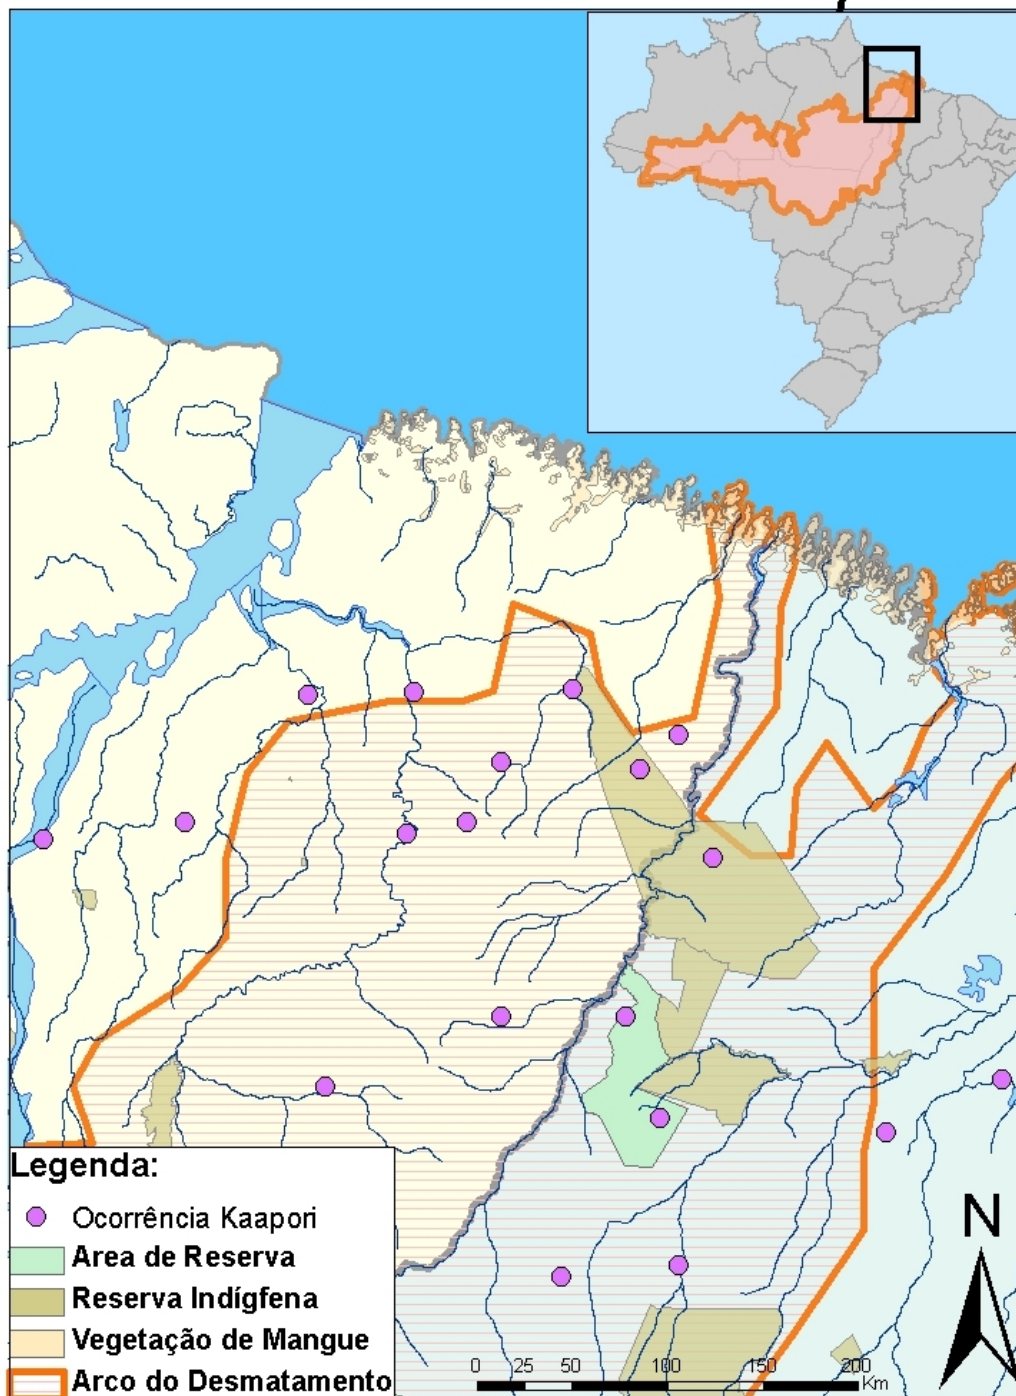 Legenda:
Ocorrência Kaapori
Area de Reserva
Reserva Indígfena
Vegetação de Mangue
Arco do Desmatamento
N
0 25 50 100 150 200
Km